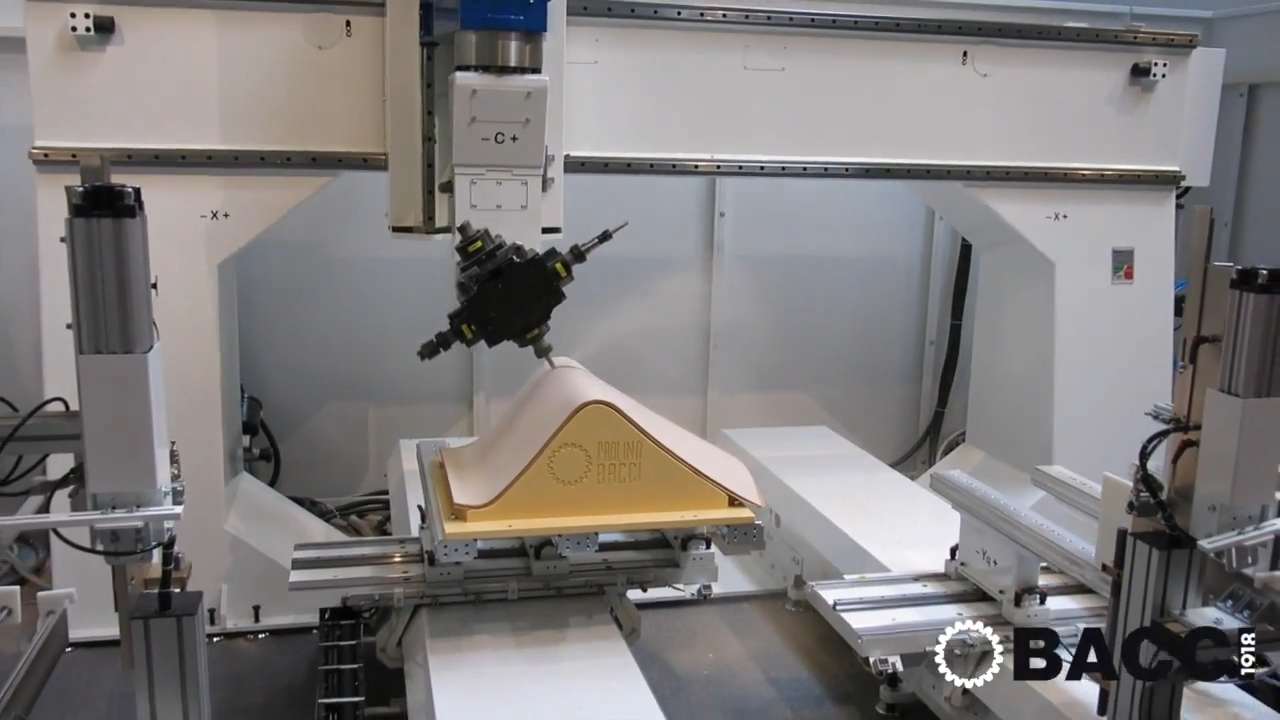 - C +
- X +
- X +
PAOLINO
BACCI
- Yq +
BACCI
1918